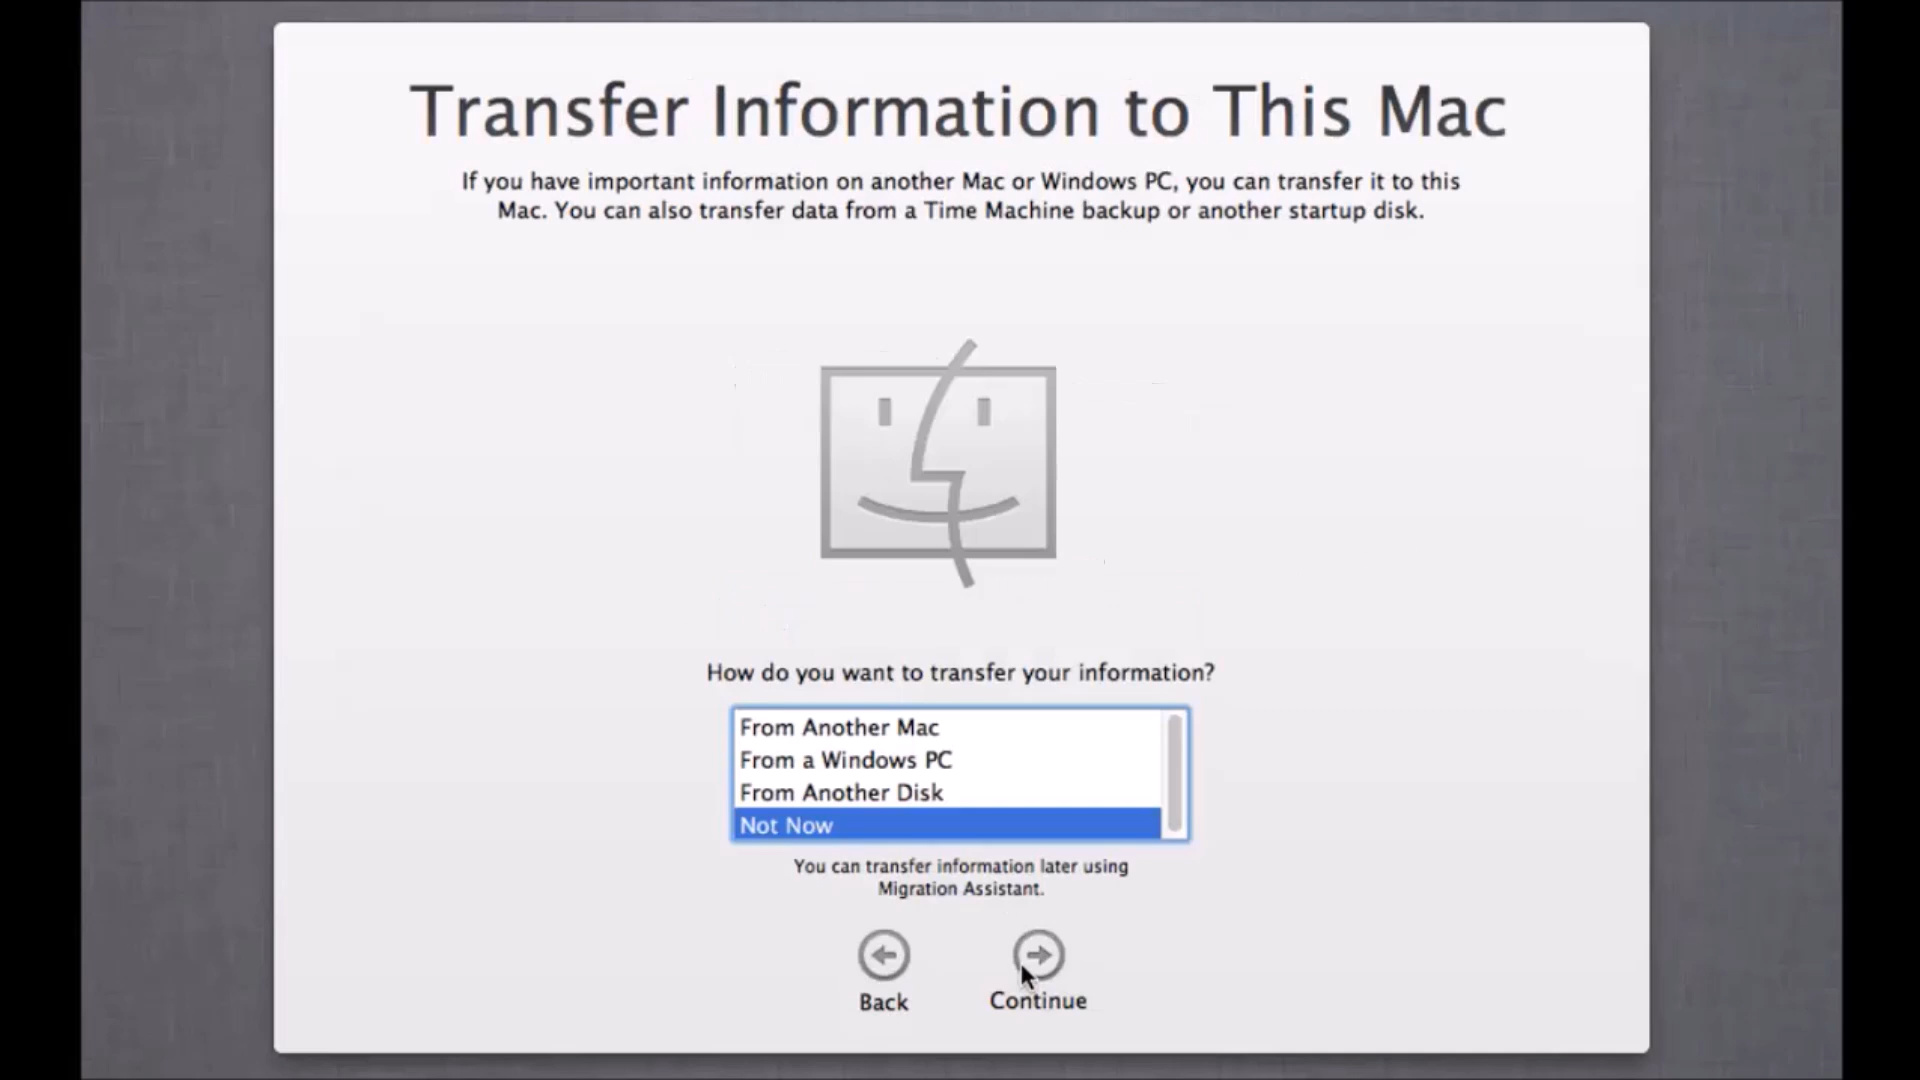 Transfer Information to This Mac
If you have important information on another Mac or Windows PC, you can transfer it to this
Mac. You can also transfer data from a Time Machine backup or another startup disk.
How do you want to transfer your information?
From Another Mac
From a Windows PC
From Another Disk
Not Now
You can transfer information later using
Migration Assistant.
Back
Continue